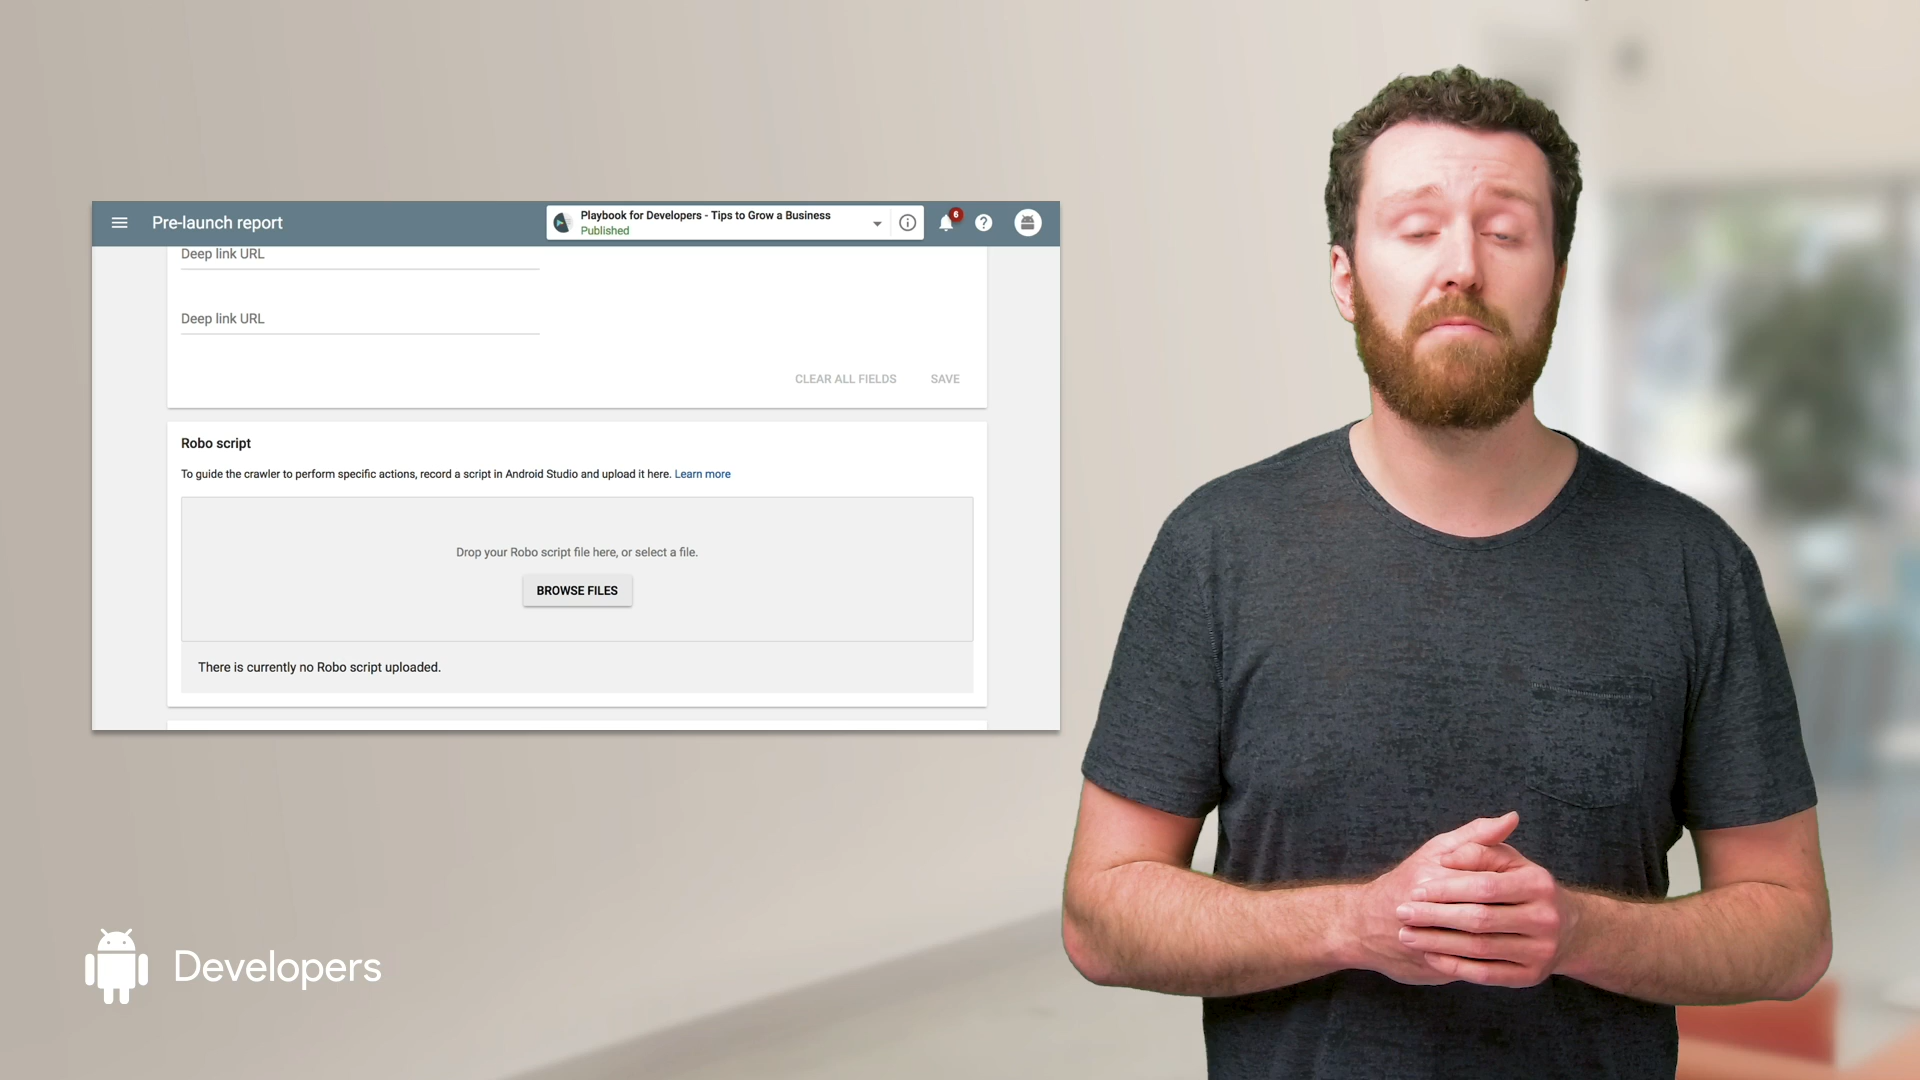 Pre-launch report
Playbook for Developers - Tips to Grow a Business
Published
6
Deep link URL
Deep link URL
CLEAR ALL FIELDS SAVE
Robo script
To guide the crawler to perform specific actions, record a script in Android Studio and upload it here. Learn more
Drop your Robo script file here, or select a file.
BROWSE FILES
There is currently no Robo script uploaded.
Developers